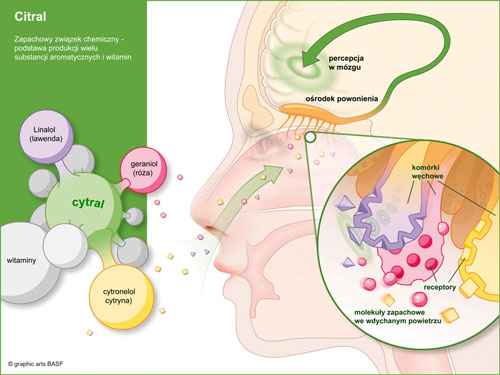 Citral
Zapachowy związek chemiczny -
podstawa produkcji wielu
substancji aromatycznych i witamin
percepcja
w mózgu
ośrodek powonienia
Linalol
(lawenda)
geraniol
(róża)
cytral
witaminy
cytronelol
cytryna)
komórki
węchowe
receptory
molekuły zapachowe
we wdychanym powietrzu
© graphic arts BASF